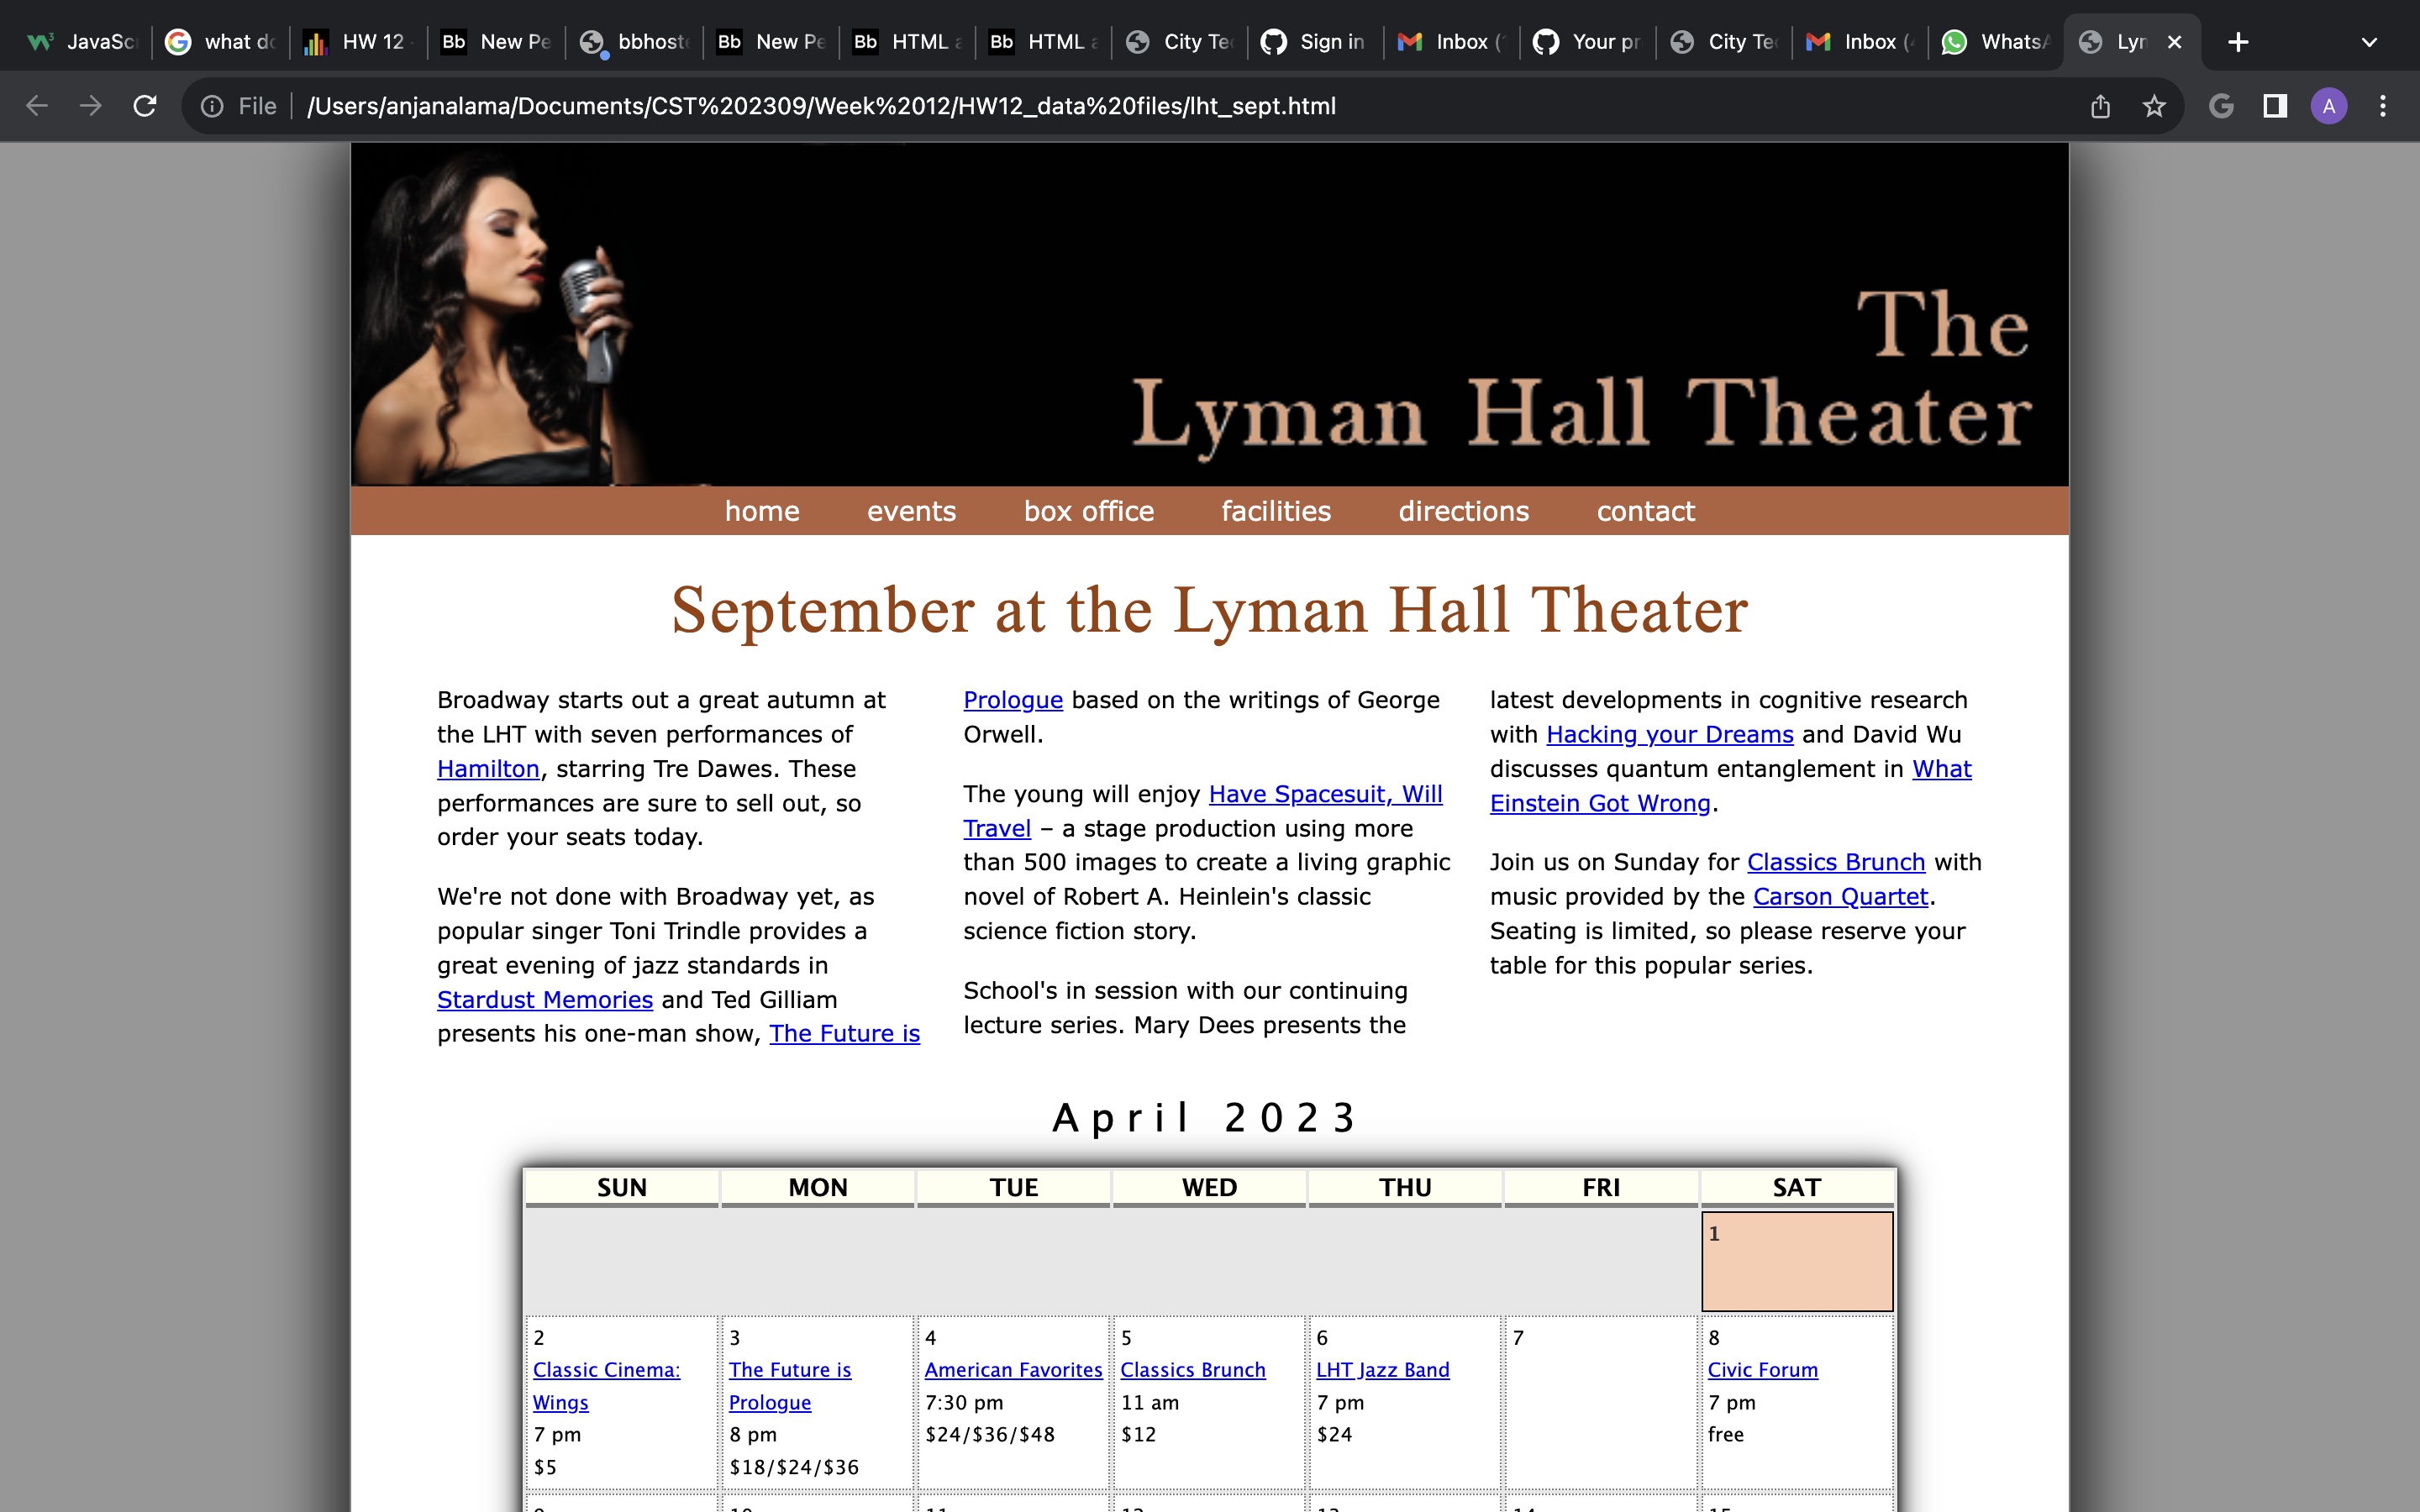 JavaSc
what do
HW 12
New Pe
bbhost
New Pe
HTML a
HTML a
City Te
Sign in
Inbox (
Your pr
City Te
Inbox (
WhatsA
Lyn
File
/Users/anjanalama/Documents/CST%202309/Week%2012/HW12_data%20files/lht_sept.html
A
The
Lyman Hall Theater
home events box office facilities directions contact
September at the Lyman Hall Theater
Broadway starts out a great autumn at
the LHT with seven performances of
Hamilton, starring Tre Dawes. These
performances are sure to sell out, so
order your seats today.
We're not done with Broadway yet, as
popular singer Toni Trindle provides a
great evening of jazz standards in
Stardust Memories and Ted Gilliam
presents his one-man show, The Future is
Prologue based on the writings of George
Orwell.
The young will enjoy Have Spacesuit, Will
Travel – a stage production using more
than 500 images to create a living graphic
novel of Robert A. Heinlein's classic
science fiction story.
School's in session with our continuing
lecture series. Mary Dees presents the
latest developments in cognitive research
with Hacking your Dreams and David Wu
discusses quantum entanglement in What
Einstein Got Wrong.
Join us on Sunday for Classics Brunch with
music provided by the Carson Quartet.
Seating is limited, so please reserve your
table for this popular series.
April 2023
SUN MON TUE WED THU FRI SAT
1
2
Classic Cinema:
Wings
7 pm
$5
3
The Future is
Prologue
8 pm
$18/$24/$36
4
American Favorites
7:30 pm
$24/$36/$48
5
Classics Brunch
11 am
$12
6
LHT Jazz Band
7 pm
$24
7
8
Civic Forum
7 pm
free